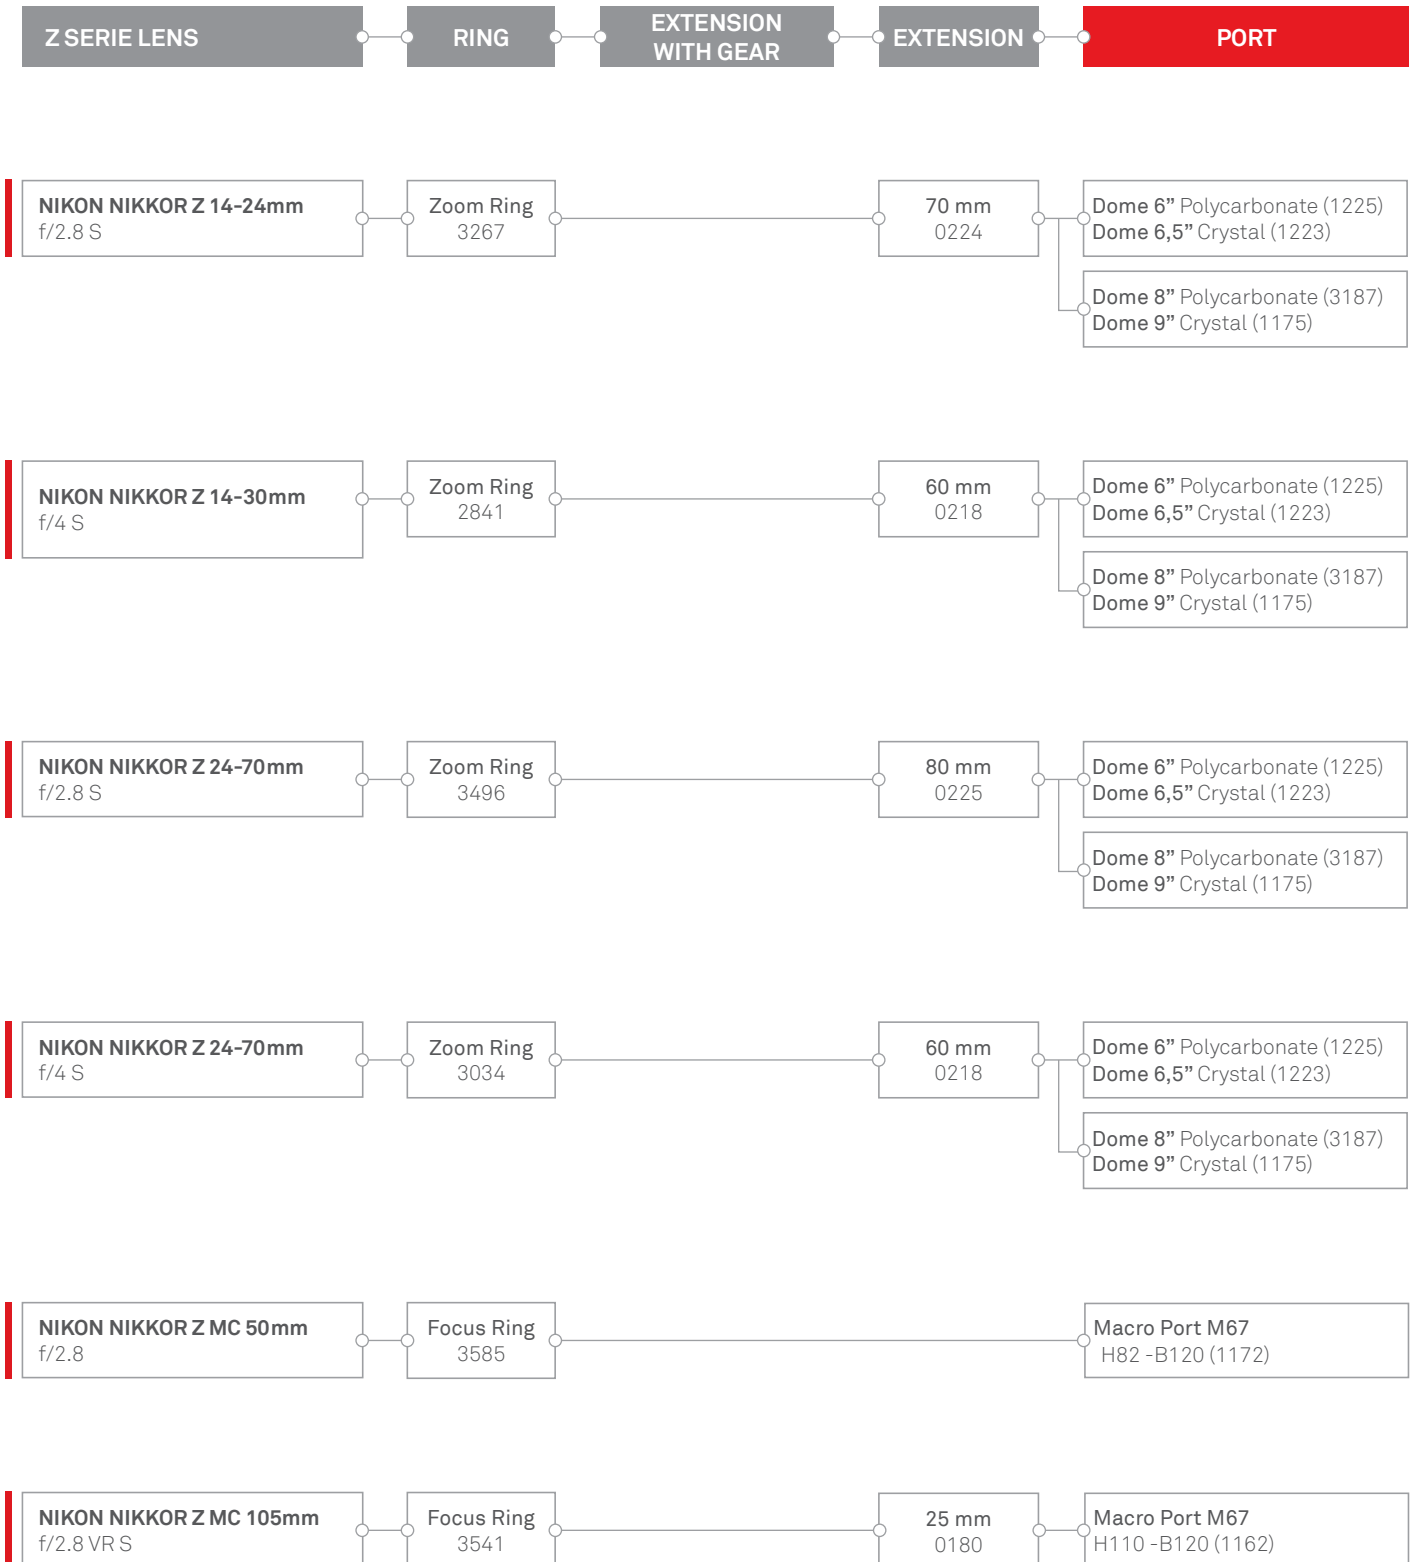 Z SERIE LENS
RING
EXTENSION
WITH GEAR
EXTENSION
PORT
NIKON NIKKOR Z 14-24mm
f/2.8 S
Zoom Ring
3267
70 mm
0224
Dome 6” Polycarbonate (1225)
Dome 6,5” Crystal (1223)
Dome 8” Polycarbonate (3187)
Dome 9” Crystal (1175)
NIKON NIKKOR Z 14-30mm
f/4 S
Zoom Ring
2841
60 mm
0218
Dome 6” Polycarbonate (1225)
Dome 6,5” Crystal (1223)
Dome 8” Polycarbonate (3187)
Dome 9” Crystal (1175)
NIKON NIKKOR Z 24-70mm
f/2.8 S
Zoom Ring
3496
80 mm
0225
Dome 6” Polycarbonate (1225)
Dome 6,5” Crystal (1223)
Dome 8” Polycarbonate (3187)
Dome 9” Crystal (1175)
NIKON NIKKOR Z 24-70mm
f/4 S
Zoom Ring
3034
60 mm
0218
Dome 6” Polycarbonate (1225)
Dome 6,5” Crystal (1223)
Dome 8” Polycarbonate (3187)
Dome 9” Crystal (1175)
NIKON NIKKOR Z MC 50mm
f/2.8
Focus Ring
3585
Macro Port M67
H82 -B120 (1172)
NIKON NIKKOR Z MC 105mm
f/2.8 VR S
Focus Ring
3541
25 mm
0180
Macro Port M67
H110 -B120 (1162)